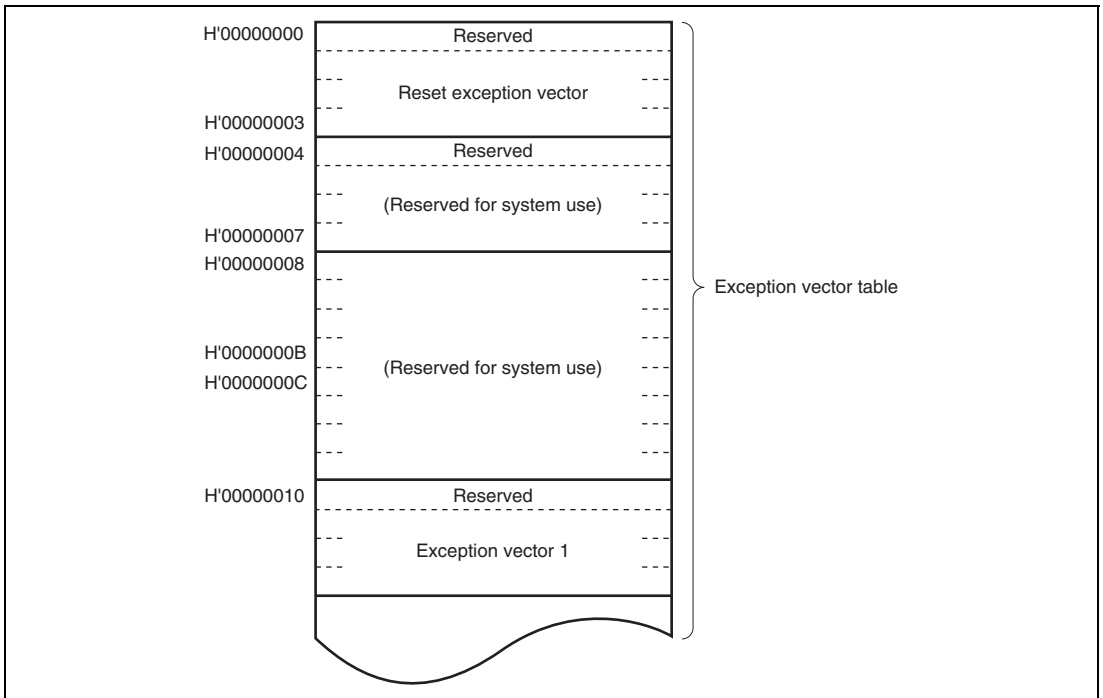 H'00000000 Reserved
Reset exception vector
H'00000003
H'00000004 Reserved
(Reserved for system use)
H'00000007
H'00000008
Exception vector table
H'0000000B
(Reserved for system use)
H'0000000C
H'00000010 Reserved
Exception vector 1